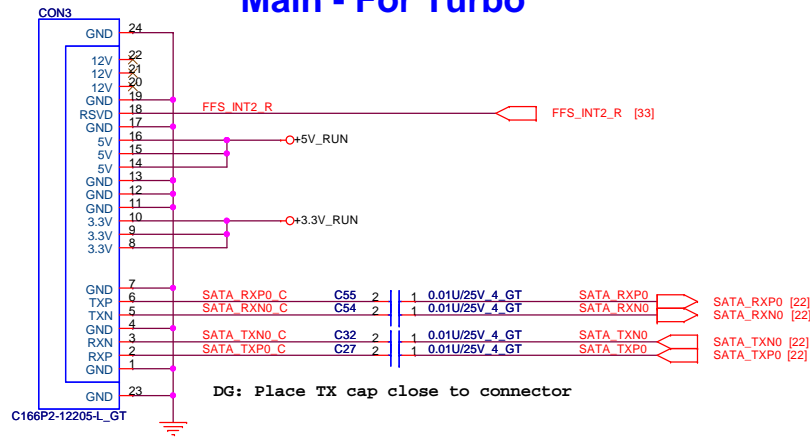 Main - For Turbo
CON3
GND 24
12V 22
12V 21
12V 20
GND 19
RSVD 18 FFS_INT2_R FFS_INT2_R [33]
GND 17
5V 16 +5V_RUN
5V 15
5V 14
GND 13
GND 12
GND 11
3.3V 10 +3.3V_RUN
3.3V 9
3.3V 8
GND 7
TXP 6 SATA_RXP0_C C55 2 1 0.01U/25V_4_GT SATA_RXP0 SATA_RXP0 [22]
TXN 5 SATA_RXN0_C C54 2 1 0.01U/25V_4_GT SATA_RXN0 SATA_RXN0 [22]
GND 4
RXN 3 SATA_TXN0_C C32 2 1 0.01U/25V_4_GT SATA_TXN0 SATA_TXN0 [22]
RXP 2 SATA_TXP0_C C27 2 1 0.01U/25V_4_GT SATA_TXP0 SATA_TXP0 [22]
GND 1
GND 23
DG: Place TX cap close to connector
C166P2-12205-L_GT